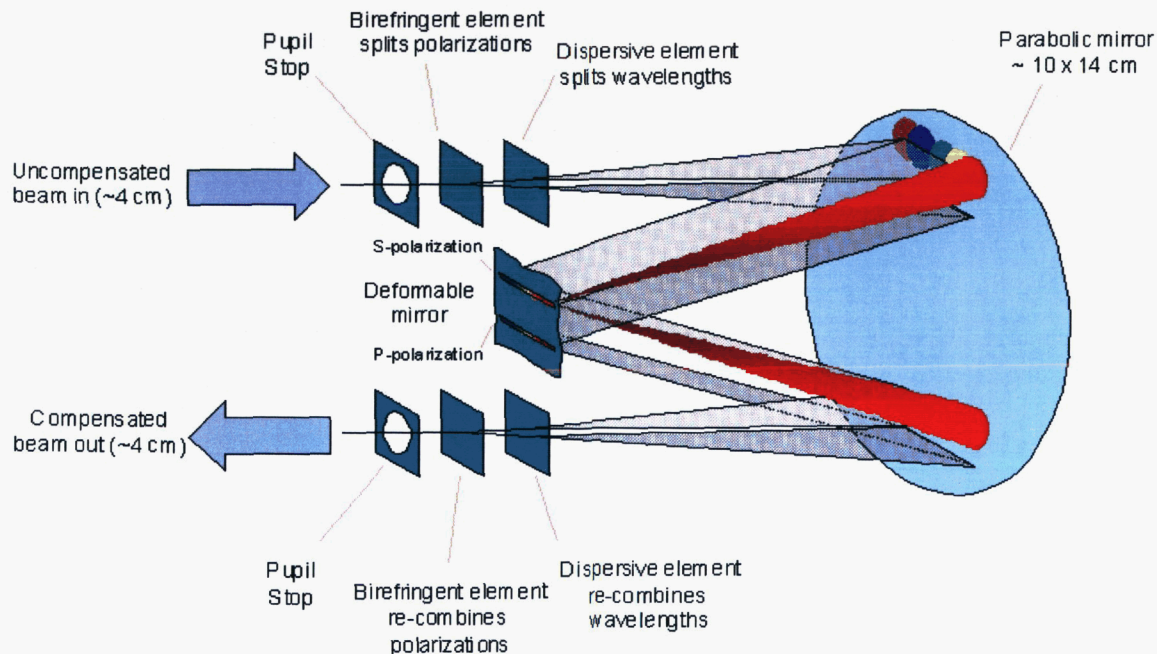 Birefringent element
splits polarizations
Pupil
Stop
Dispersive element
splits wavelengths
Parabolic mirror
~ 10 x 14 cm
Uncompensated
beam in (~4 cm)
S-polarization
Deformable
mirror
P-polarization
Compensated
beam out (~4 cm)
Pupil
Stop
Birefringent element
re-combines
polarizations
Dispersive element
re-combines
wavelengths